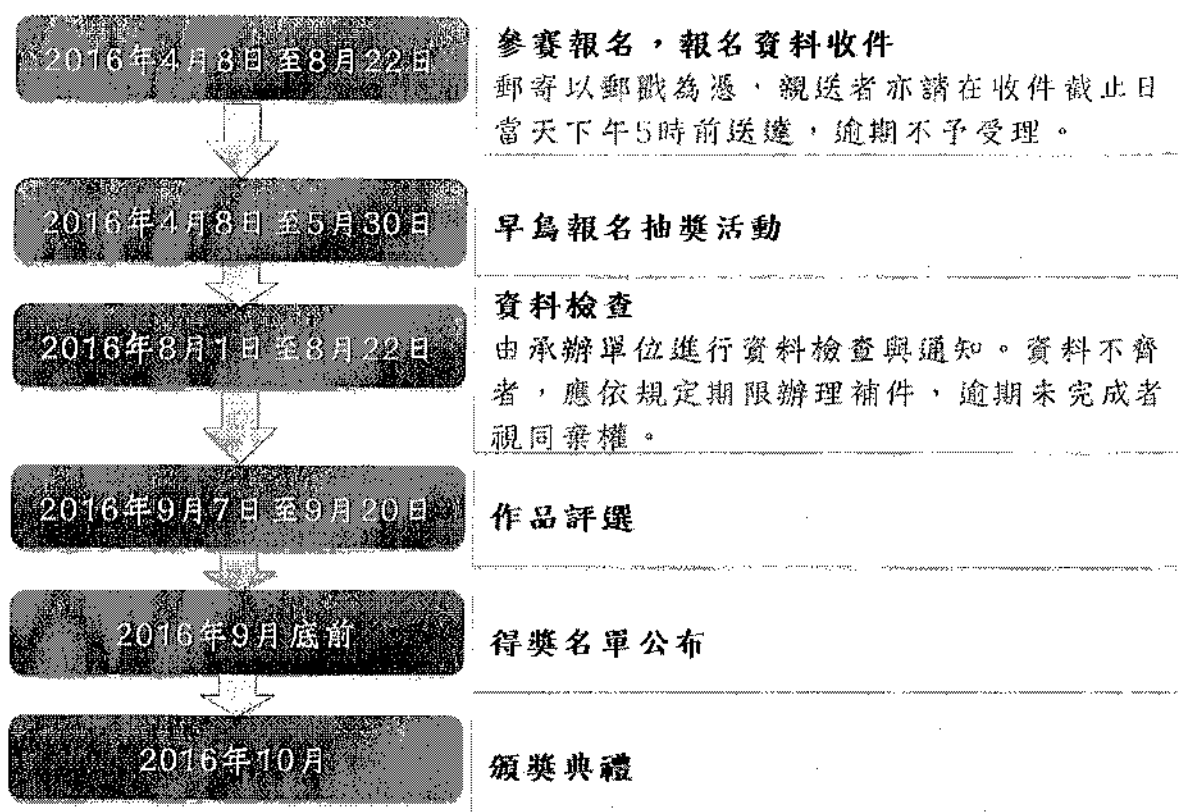 2016年4月8日至8月22日
參賽報名，報名資料收件
郵寄以郵戳為憑，親送者亦請在收件截止日
當天下午5時前送達，逾期不予受理。
2016年4月8日至5月30日
早鳥報名抽獎活動
2016年8月1日至8月22日
資料檢查
由承辦單位進行資料檢查與通知。資料不齊
者，應依規定期限辦理補件，逾期未完成者
視同棄權。
2016年9月7日至9月20日
作品評選
2016年9月底前
得獎名單公布
2016年10月
頒獎典禮